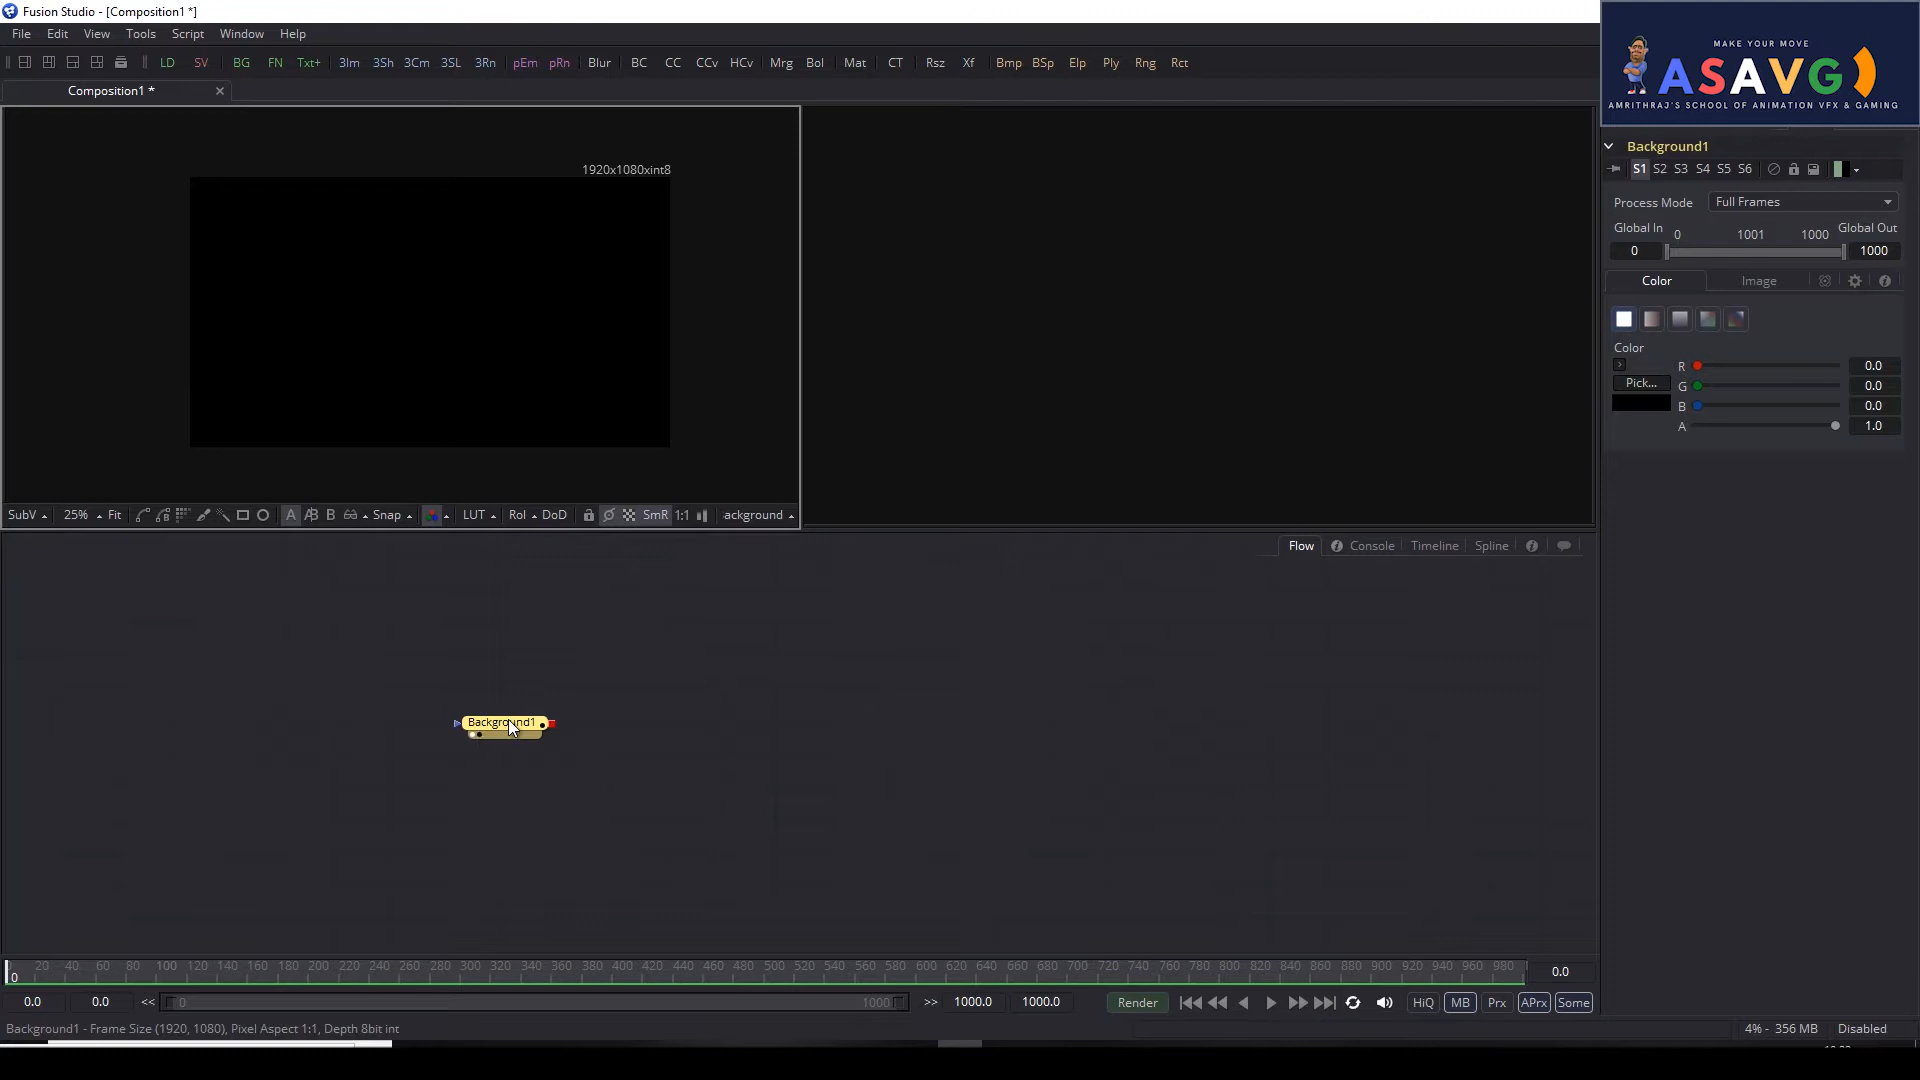 Fusion Studio - [Composition1 *]
File Edit View Tools Script Window Help
LD SV BG FN Txt+ 3Im 3Sh 3Cm 3SL 3Rn pEm pRn Blur BC CC CCv HCv Mrg Bol Mat CT Rsz Xf Bmp BSp Elp Ply Rng Rct
MAKE YOUR MOVE
ASAVG
AMRITHRAJ'S SCHOOL OF ANIMATION VFX & GAMING
Composition1 *
1920x1080xint8
Background1
S1 S2 S3 S4 S5 S6
Process Mode Full Frames
Global In 0 1001 1000 Global Out
0 1000
Color Image
Color
R 0.0
Pick... G 0.0
B 0.0
A 1.0
SubV 25% Fit A A|B B Snap LUT RoI DoD SmR 1:1 ackground
Flow Console Timeline Spline
Background1
0 20 40 60 80 100 120 140 160 180 200 220 240 260 280 300 320 340 360 380 400 420 440 460 480 500 520 540 560 580 600 620 640 660 680 700 720 740 760 780 800 820 840 860 880 900 920 940 960 980
0 0.0
0.0 0.0 << 0 1000 >> 1000.0 1000.0 Render HiQ MB Prx APrx Some
Background1 - Frame Size (1920, 1080), Pixel Aspect 1:1, Depth 8bit int 4% - 356 MB Disabled